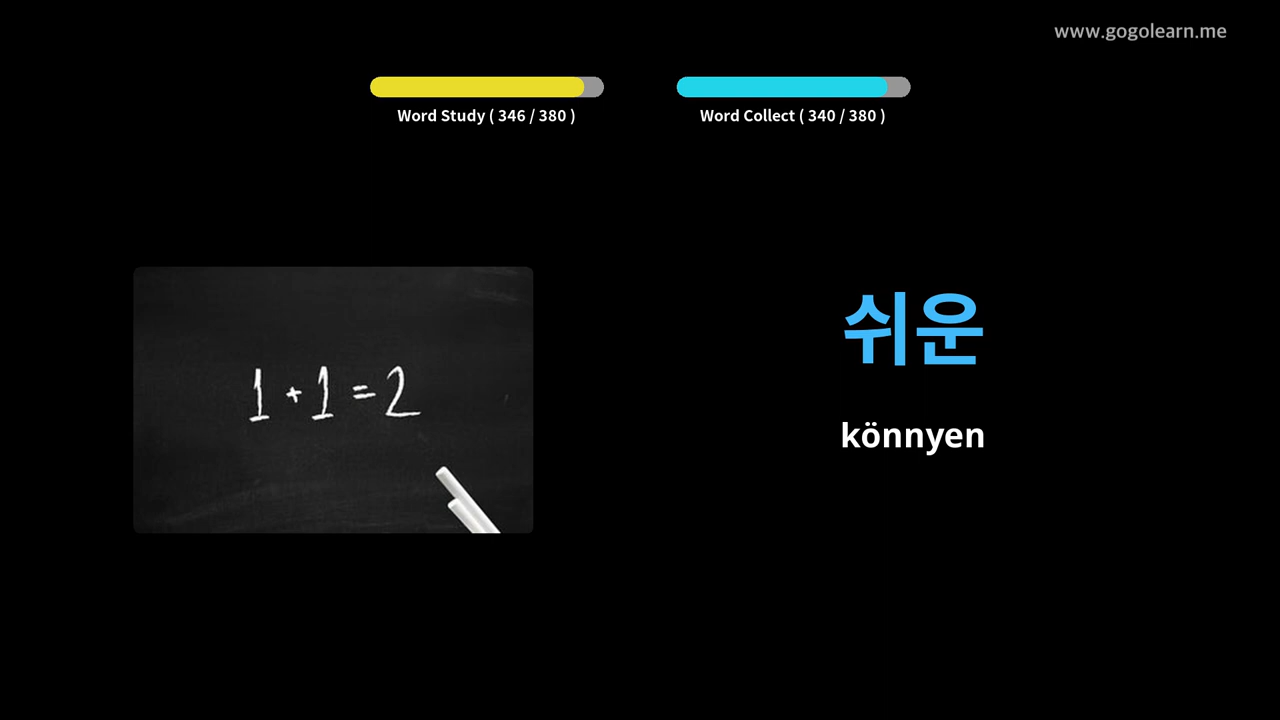 www.gogolearn.me
Word Study ( 346 / 380 )
Word Collect ( 340 / 380 )
1 + 1 = 2
쉬운
könnyen